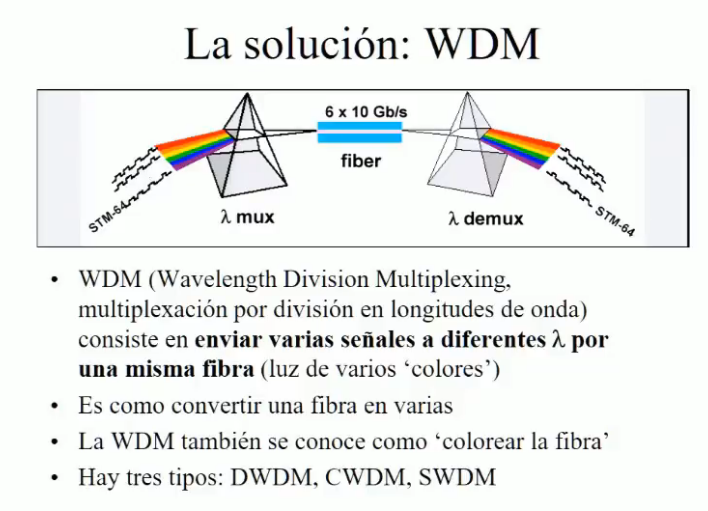 La solución: WDM
6 x 10 Gb/s
fiber
STM-64
λ mux
λ demux
STM-64
• WDM (Wavelength Division Multiplexing,
multiplexación por división en longitudes de onda)
consiste en enviar varias señales a diferentes λ por
una misma fibra (luz de varios ‘colores’)
• Es como convertir una fibra en varias
• La WDM también se conoce como ‘colorear la fibra’
• Hay tres tipos: DWDM, CWDM, SWDM